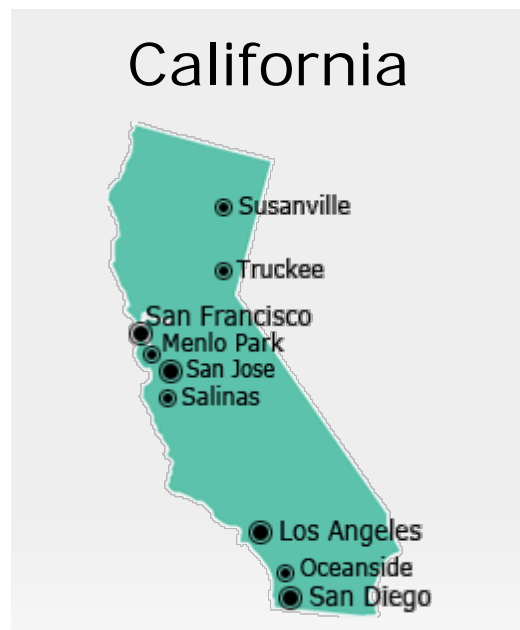 California
Susanville
Truckee
San Francisco
Menlo Park
San Jose
Salinas
Los Angeles
Oceanside
San Diego